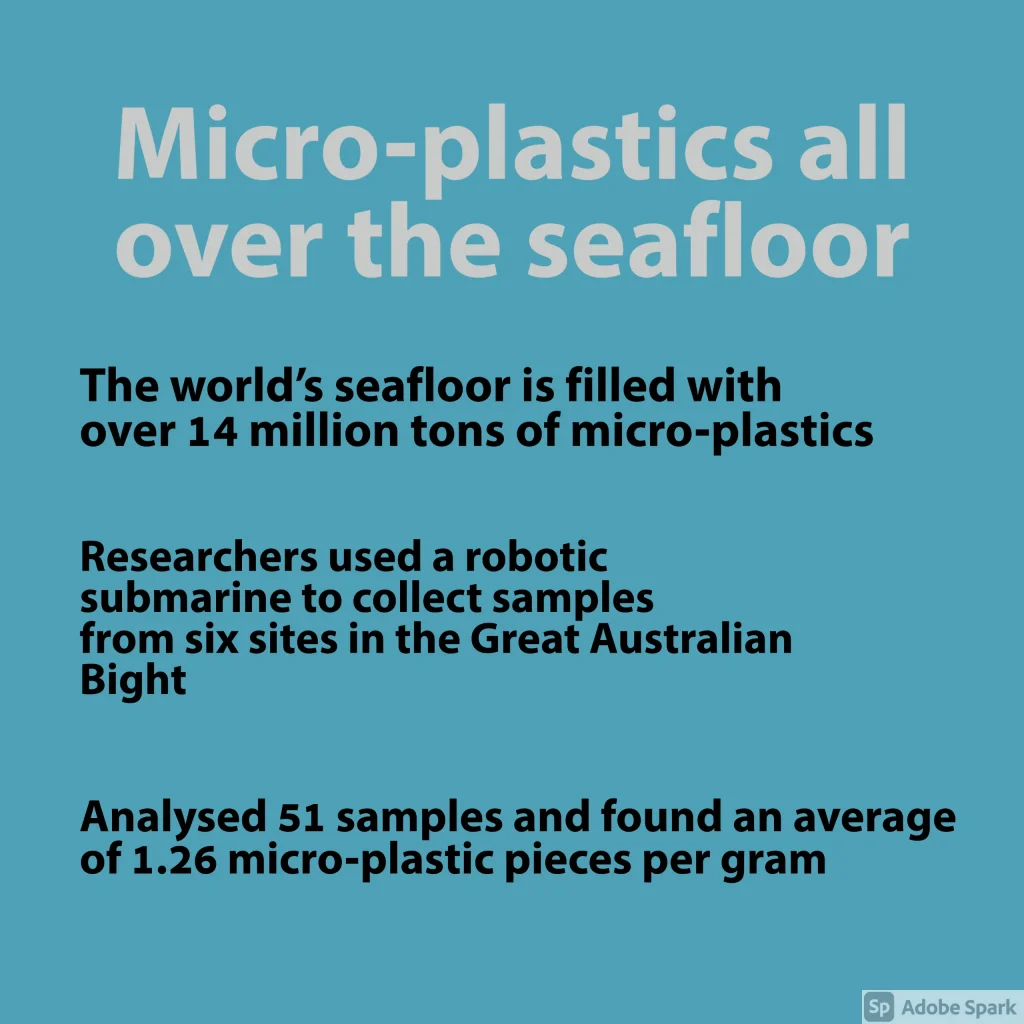 Micro-plastics all
over the seafloor
The world’s seafloor is filled with
over 14 million tons of micro-plastics
Researchers used a robotic
submarine to collect samples
from six sites in the Great Australian
Bight
Analysed 51 samples and found an average
of 1.26 micro-plastic pieces per gram
Sp Adobe Spark